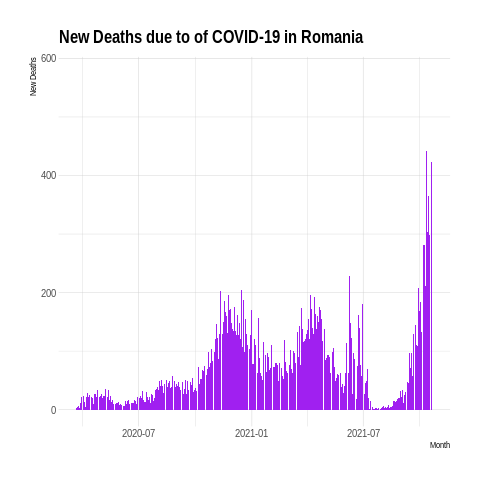 New Deaths due to of COVID-19 in Romania
New Deaths
600
400
200
0
2020-07 2021-01 2021-07
Month